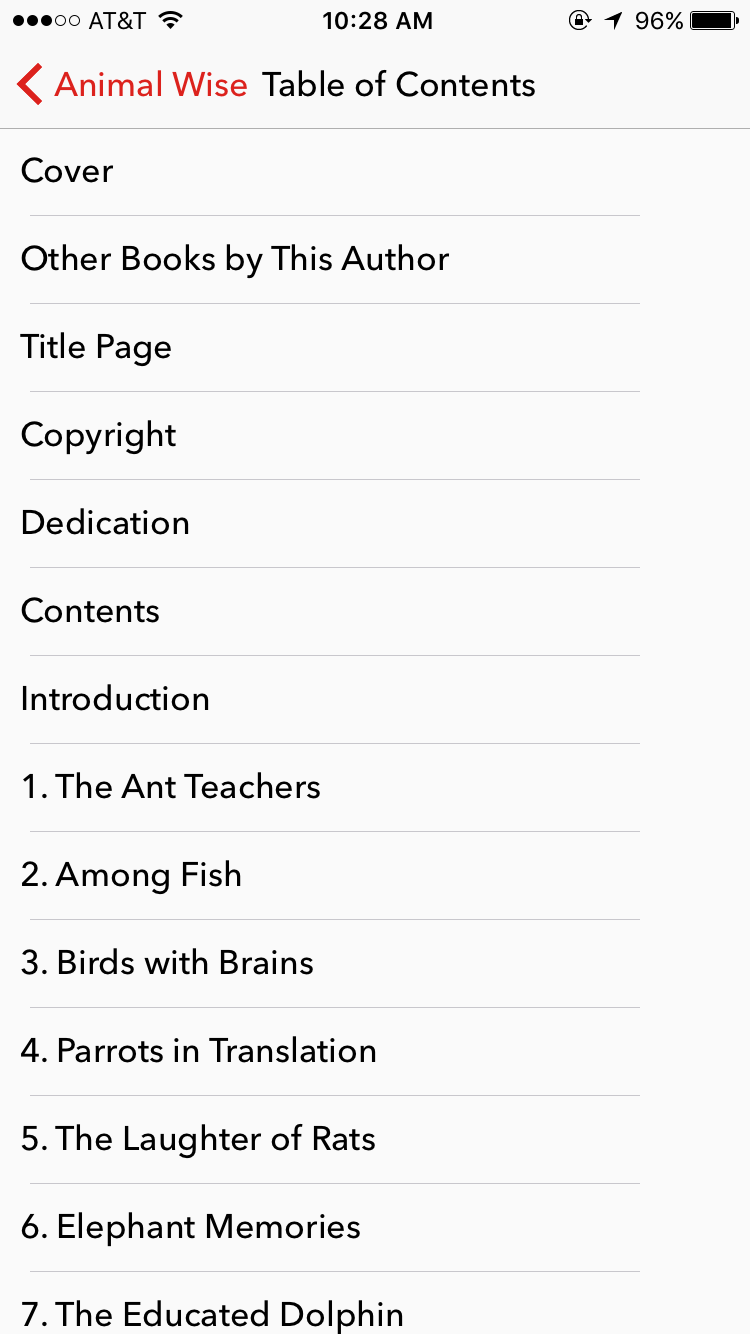 AT&T 10:28 AM 96%
Animal Wise Table of Contents
Cover
Other Books by This Author
Title Page
Copyright
Dedication
Contents
Introduction
1. The Ant Teachers
2. Among Fish
3. Birds with Brains
4. Parrots in Translation
5. The Laughter of Rats
6. Elephant Memories
7. The Educated Dolphin